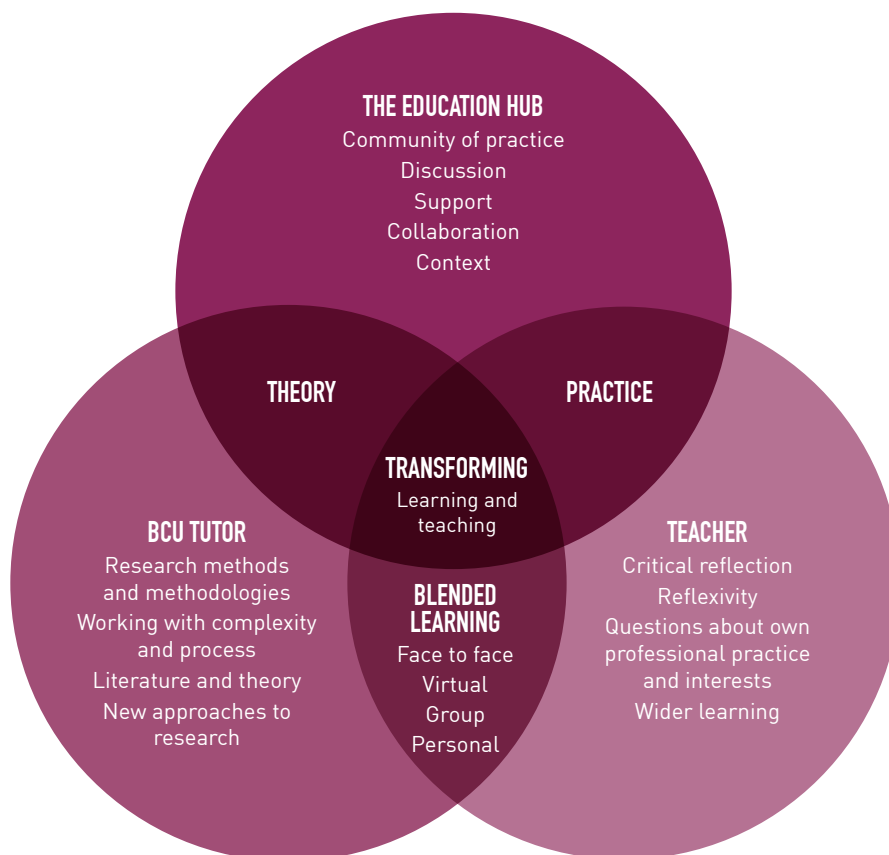 THE EDUCATION HUB
Community of practice
Discussion
Support
Collaboration
Context
THEORY
PRACTICE
TRANSFORMING
Learning and
teaching
BCU TUTOR
Research methods
and methodologies
Working with complexity
and process
Literature and theory
New approaches to
research
BLENDED
LEARNING
Face to face
Virtual
Group
Personal
TEACHER
Critical reflection
Reflexivity
Questions about own
professional practice
and interests
Wider learning